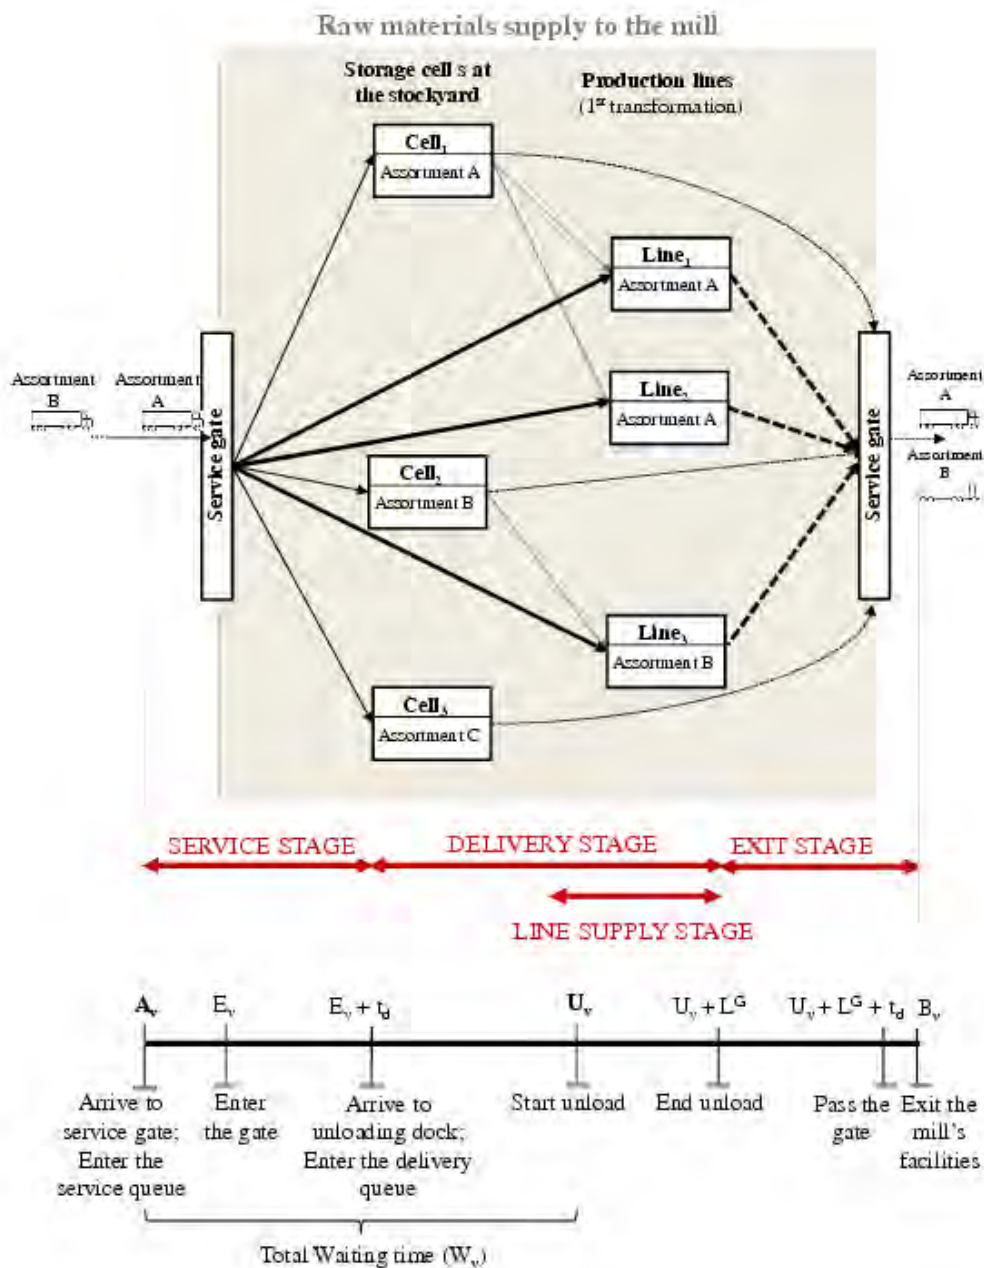 Raw materials supply to the mill
Storage cells at
the stockyard
Production lines
(1st transformation)
Cell1
Assortment A
Line1
Assortment A
Assortment
B
Assortment
A
Service gate
Line2
Assortment A
Cell2
Assortment B
Service gate
Assortment
A
Assortment
B
Line3
Assortment B
Cell3
Assortment C
SERVICE STAGE
DELIVERY STAGE
EXIT STAGE
LINE SUPPLY STAGE
Av
Ev
Ev + td
Uv
Uv + LG
Uv + LG + td
Bv
Arrive to
service gate;
Enter the
service queue
Enter
the gate
Arrive to
unloading dock;
Enter the delivery
queue
Start unload
End unload
Pass the
gate
Exit the
mill's
facilities
Total Waiting time (Wv)